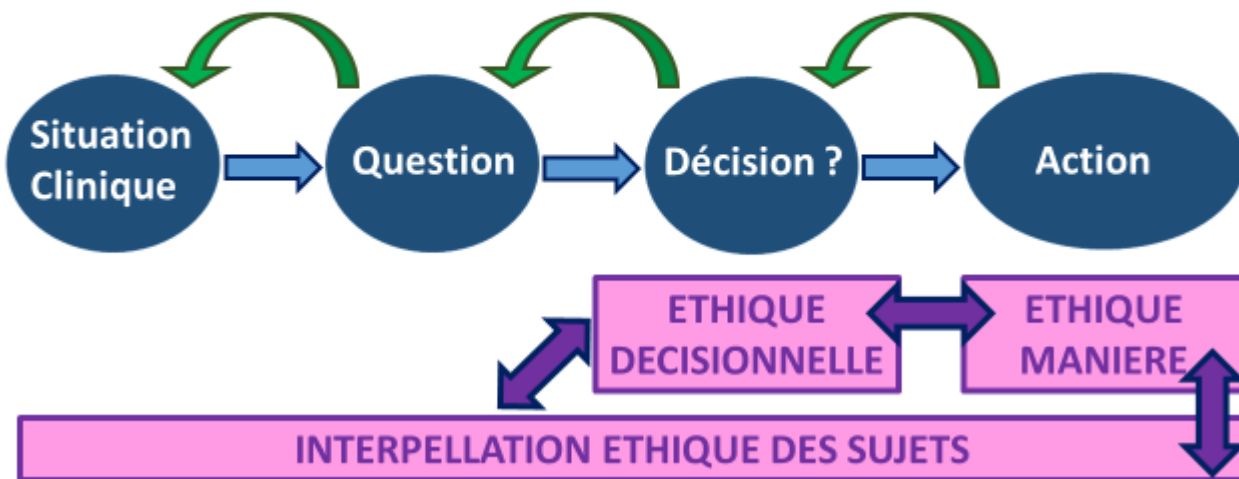 Situation
Clinique
Question
Décision ?
Action
ETHIQUE
DECISIONNELLE
ETHIQUE
MANIERE
INTERPELLATION ETHIQUE DES SUJETS